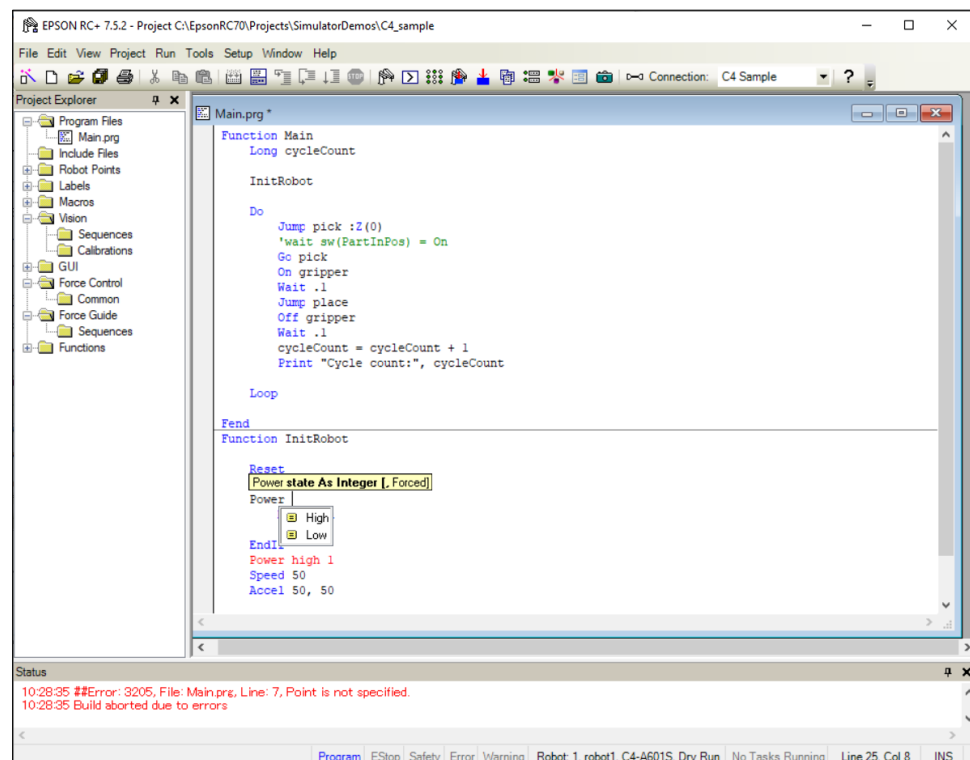 EPSON RC+ 7.5.2 - Project C:\EpsonRC70\Projects\SimulatorDemos\C4_sample
File Edit View Project Run Tools Setup Window Help
Connection: C4 Sample
Project Explorer
Program Files
Main.prg
Include Files
Robot Points
Labels
Macros
Vision
Sequences
Calibrations
GUI
Force Control
Common
Force Guide
Sequences
Functions
Main.prg *
Function Main
Long cycleCount
InitRobot
Do
Jump pick :Z(0)
'wait sw(PartInPos) = On
Go pick
On gripper
Wait .1
Jump place
Off gripper
Wait .1
cycleCount = cycleCount + 1
Print "Cycle count:", cycleCount
Loop
Fend
Function InitRobot
Reset
Power state As Integer [, Forced]
Power
High
Low
Power high 1
Speed 50
Accel 50, 50
Status
10:28:35 ##Error: 3205, File: Main.prg, Line: 7, Point is not specified.
10:28:35 Build aborted due to errors
Program EStop Safety Error Warning Robot: 1, robot1, C4-A601S, Dry Run No Tasks Running Line 25, Col 8 INS